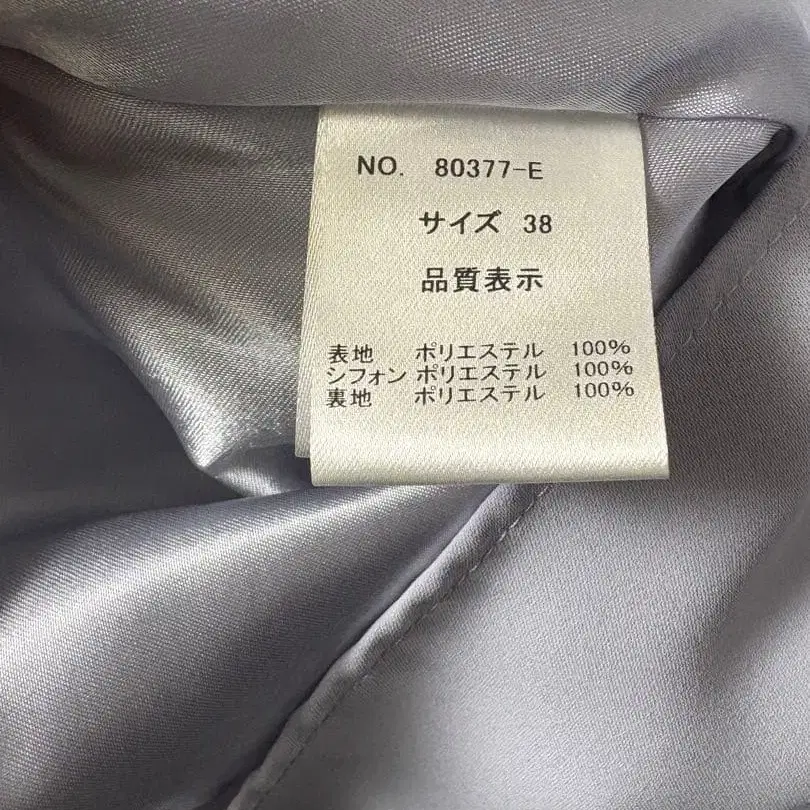 NO. 80377-E
サイズ 38
品質表示
表地 ポリエステル 100%
シフォン ポリエステル 100%
裏地 ポリエステル 100%